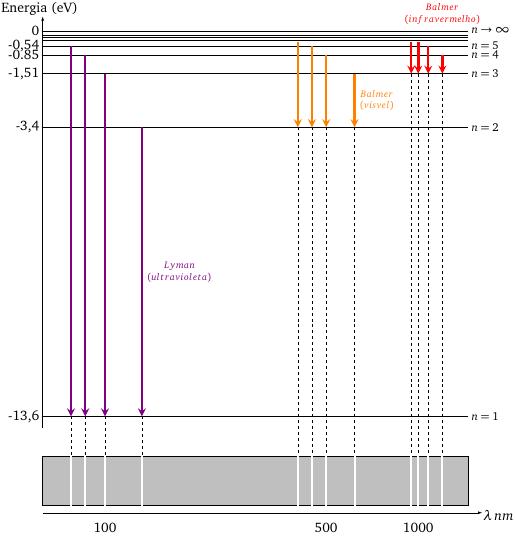 Energia (eV)
Balmer
(infravermelho)
0
n → ∞
-0.54
n = 5
-0.85
n = 4
-1,51
n = 3
Balmer
(visvel)
-3,4
n = 2
Lyman
(ultravioleta)
-13,6
n = 1
λ nm
100
500
1000